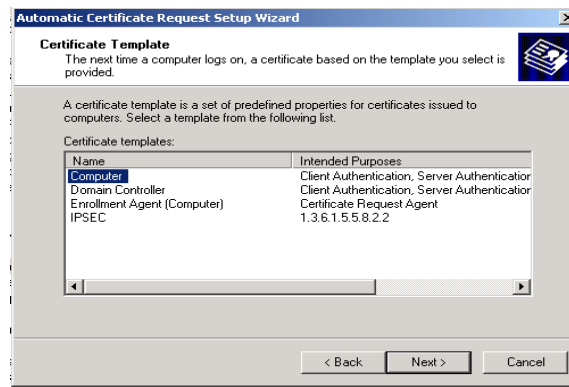 Automatic Certificate Request Setup Wizard
Certificate Template
The next time a computer logs on, a certificate based on the template you select is
provided.
A certificate template is a set of predefined properties for certificates issued to
computers. Select a template from the following list.
Certificate templates:
Name Intended Purposes
Computer Client Authentication, Server Authentication
Domain Controller Client Authentication, Server Authentication
Enrollment Agent (Computer) Certificate Request Agent
IPSEC 1.3.6.1.5.5.8.2.2
< Back Next > Cancel